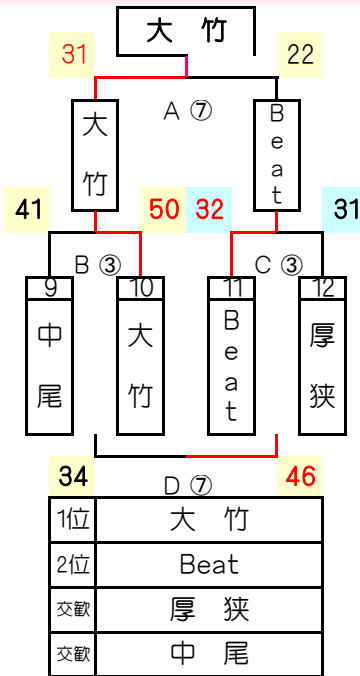 大 竹
31 22
A ⑦
大竹 Beat
41 50 32 31
B ③ C ③
9 10 11 12
中尾 大竹 Beat 厚狭
34 D ⑦ 46
1位 大 竹
2位 Beat
交歓 厚 狭
交歓 中 尾